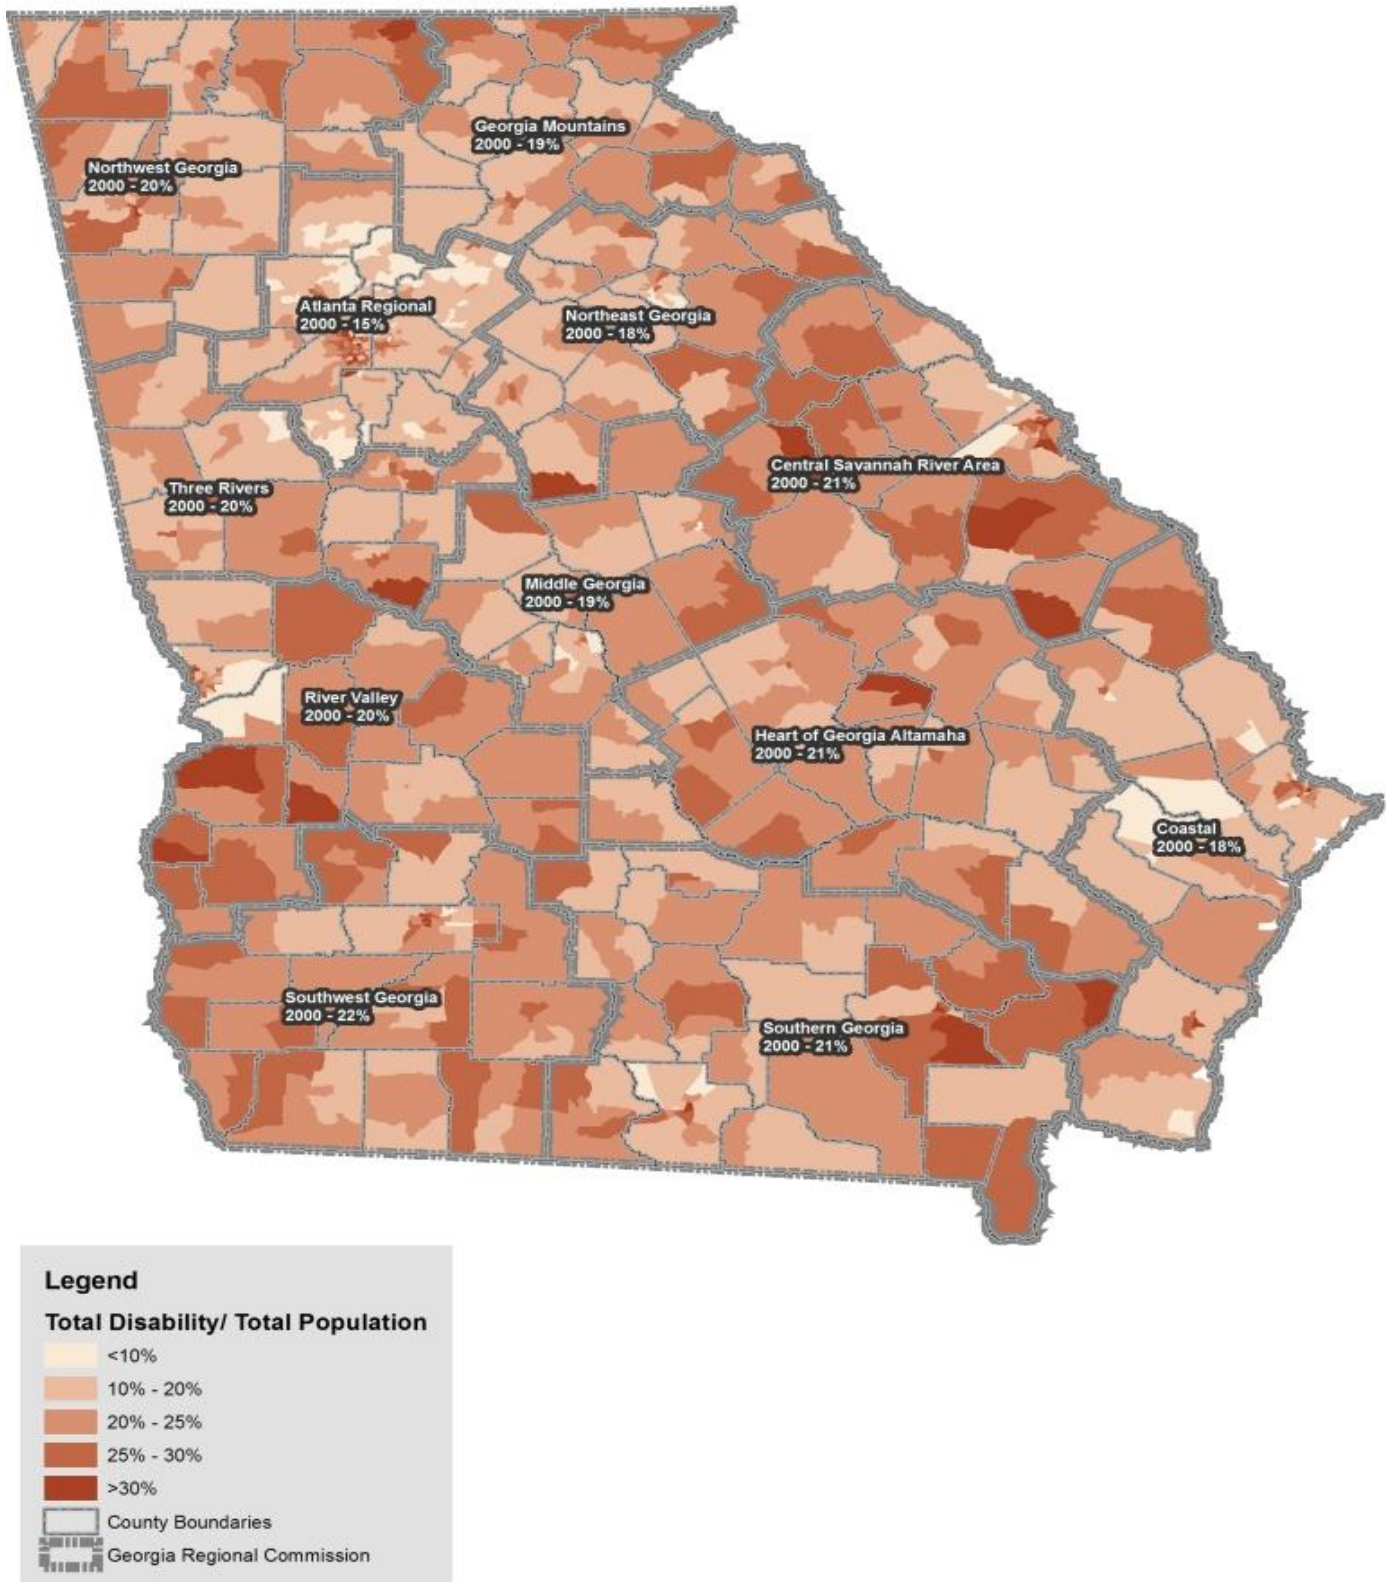 Georgia Mountains
2000 - 19%
Northwest Georgia
2000 - 20%
Atlanta Regional
2000 - 15%
Northeast Georgia
2000 - 18%
Central Savannah River Area
2000 - 21%
Three Rivers
2000 - 20%
Middle Georgia
2000 - 19%
River Valley
2000 - 20%
Heart of Georgia Altamaha
2000 - 21%
Coastal
2000 - 18%
Southwest Georgia
2000 - 22%
Southern Georgia
2000 - 21%
Legend
Total Disability/ Total Population
<10%
10% - 20%
20% - 25%
25% - 30%
>30%
County Boundaries
Georgia Regional Commission